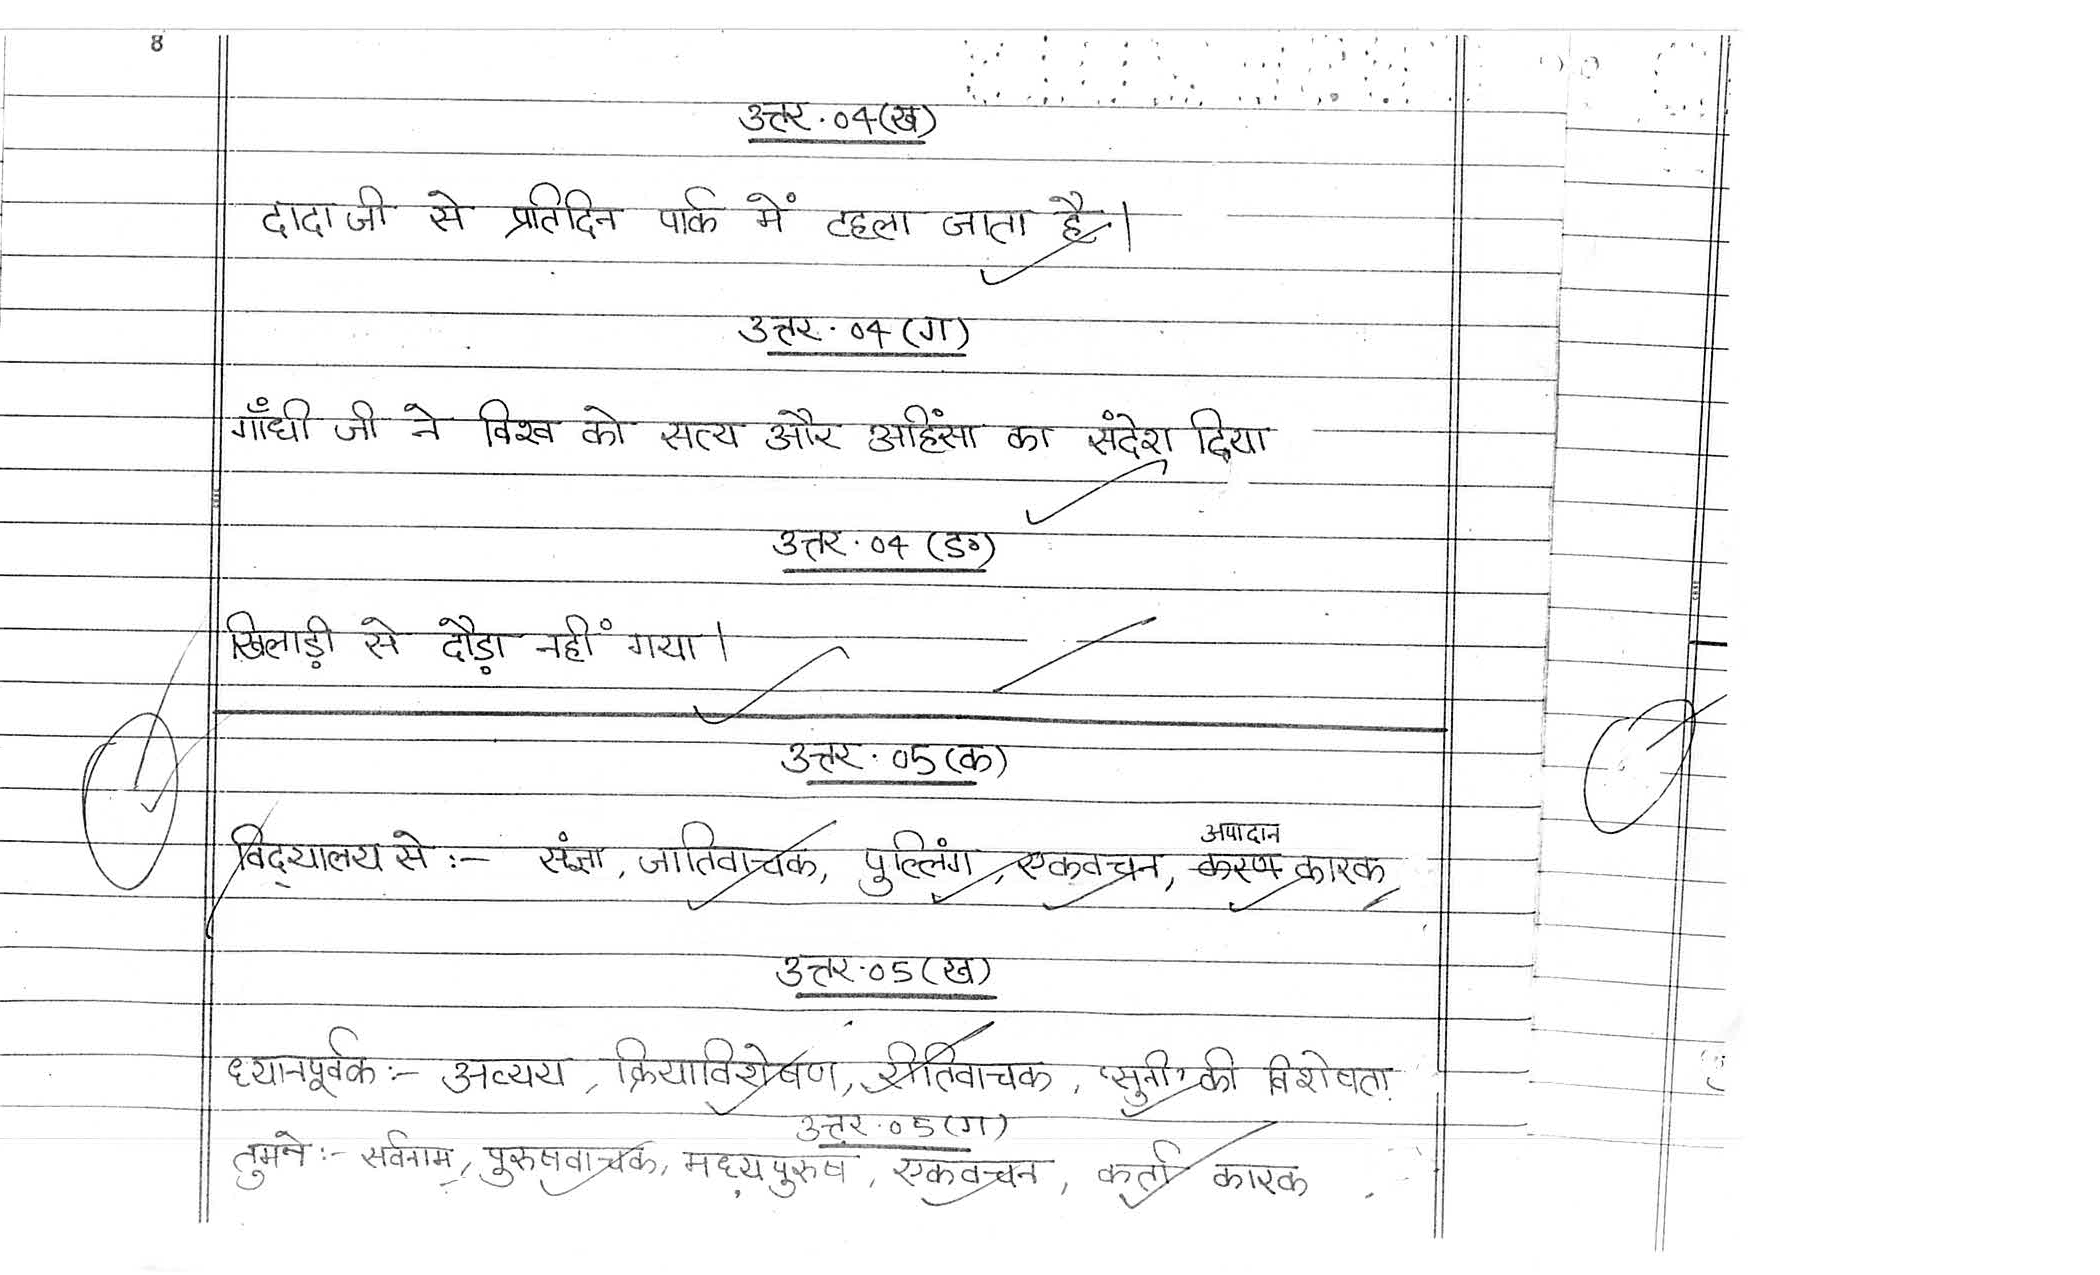 8
उत्तर. 04(ख)
दादा जी से प्रतिदिन पार्क में टहला जाता है।
उत्तर. 04 (ग)
गाँधी जी ने विश्व को सत्य और अहिंसा का संदेश दिया
उत्तर. 04 (ङ)
खिलाड़ी से दौड़ा नहीं गया।
उत्तर. 05 (क)
अपादान
विद्यालय से :- संज्ञा, जातिवाचक, पुल्लिंग, एकवचन, करण कारक
उत्तर. 05 (ख)
ध्यानपूर्वक :- अव्यय, क्रियाविशेषण, रीतिवाचक, 'सुनी' की विशेषता
उत्तर. 05 (ग)
तुमने :- सर्वनाम, पुरुषवाचक, मध्यपुरुष, एकवचन, कर्ता कारक